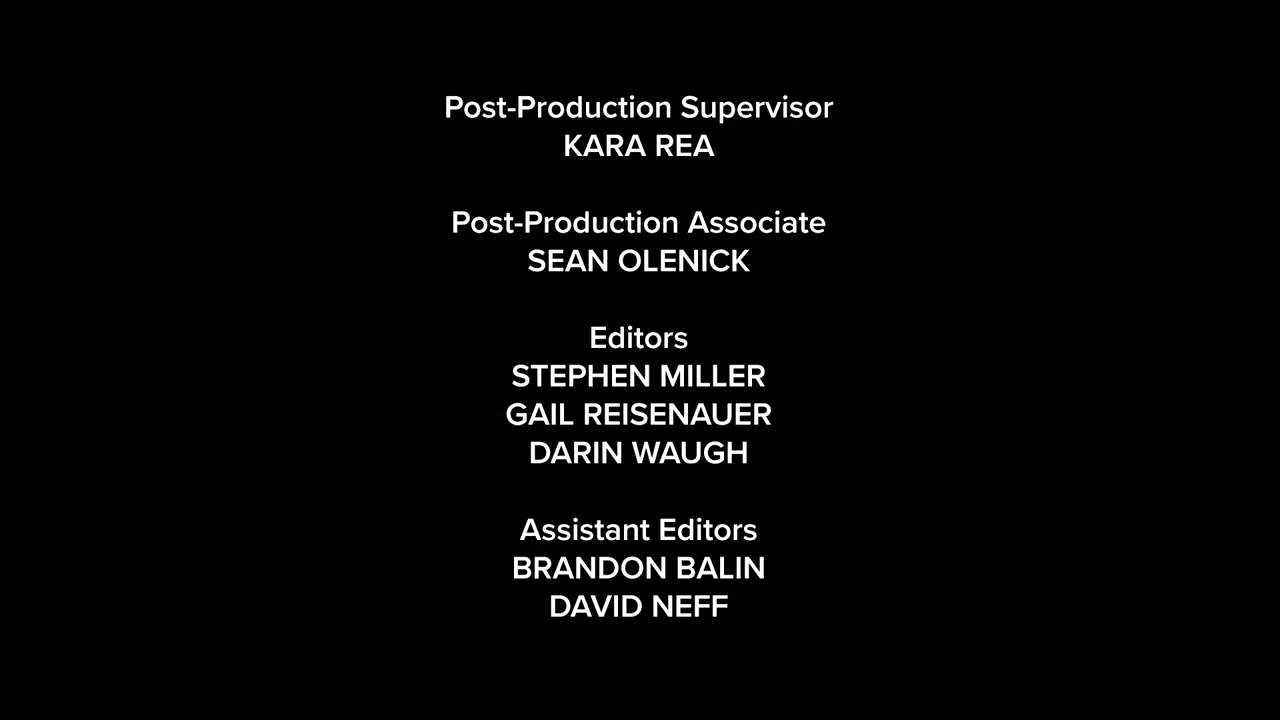 Post-Production Supervisor
KARA REA
Post-Production Associate
SEAN OLENICK
Editors
STEPHEN MILLER
GAIL REISENAUER
DARIN WAUGH
Assistant Editors
BRANDON BALIN
DAVID NEFF